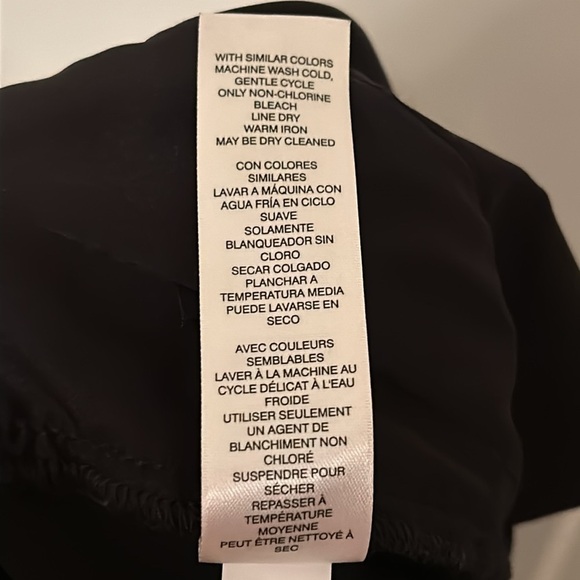 WITH SIMILAR COLORS
MACHINE WASH COLD,
GENTLE CYCLE
ONLY NON-CHLORINE
BLEACH
LINE DRY
WARM IRON
MAY BE DRY CLEANED
CON COLORES
SIMILARES
LAVAR A MÁQUINA CON
AGUA FRÍA EN CICLO
SUAVE
SOLAMENTE
BLANQUEADOR SIN
CLORO
SECAR COLGADO
PLANCHAR A
TEMPERATURA MEDIA
PUEDE LAVARSE EN
SECO
AVEC COULEURS
SEMBLABLES
LAVER À LA MACHINE AU
CYCLE DÉLICAT À L'EAU
FROIDE
UTILISER SEULEMENT
UN AGENT DE
BLANCHIMENT NON
CHLORÉ
SUSPENDRE POUR
SÉCHER
REPASSER À
TEMPÉRATURE
MOYENNE
PEUT ÊTRE NETTOYÉ À
SEC